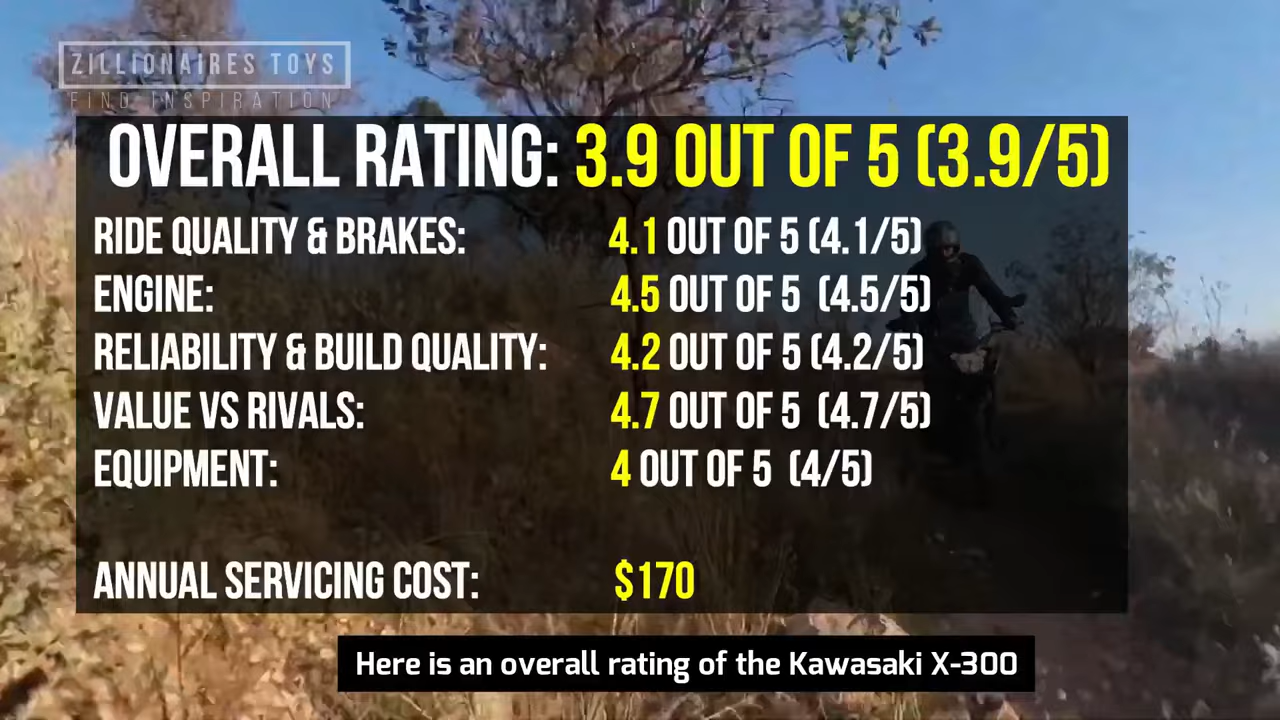 ZILLIONAIRES TOYS
FIND INSPIRATION
OVERALL RATING: 3.9 OUT OF 5 (3.9/5)
RIDE QUALITY & BRAKES: 4.1 OUT OF 5 (4.1/5)
ENGINE: 4.5 OUT OF 5 (4.5/5)
RELIABILITY & BUILD QUALITY: 4.2 OUT OF 5 (4.2/5)
VALUE VS RIVALS: 4.7 OUT OF 5 (4.7/5)
EQUIPMENT: 4 OUT OF 5 (4/5)
ANNUAL SERVICING COST: $170
Here is an overall rating of the Kawasaki X-300